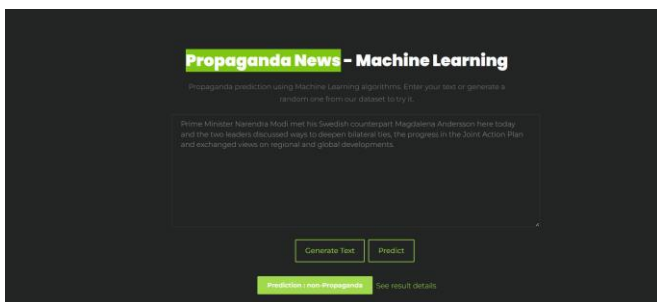 Propaganda News - Machine Learning
Propaganda prediction using Machine Learning algorithms. Enter your text or generate a
random one from our dataset to try it.
Prime Minister Narendra Modi met his Swedish counterpart Magdalena Andersson here today
and the two leaders discussed ways to deepen bilateral ties, the progress in the Joint Action Plan
and exchanged views on regional and global developments.
Generate Text
Predict
Prediction : non-Propaganda
See result details